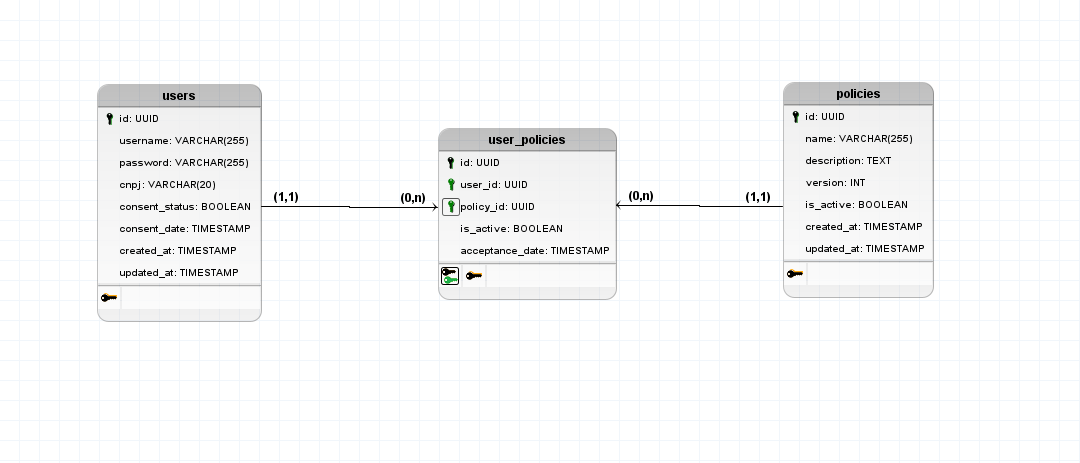 users
id: UUID
username: VARCHAR(255)
password: VARCHAR(255)
cnpj: VARCHAR(20)
consent_status: BOOLEAN
consent_date: TIMESTAMP
created_at: TIMESTAMP
updated_at: TIMESTAMP
(1,1)
(0,n)
user_policies
id: UUID
user_id: UUID
policy_id: UUID
is_active: BOOLEAN
acceptance_date: TIMESTAMP
(0,n)
(1,1)
policies
id: UUID
name: VARCHAR(255)
description: TEXT
version: INT
is_active: BOOLEAN
created_at: TIMESTAMP
updated_at: TIMESTAMP